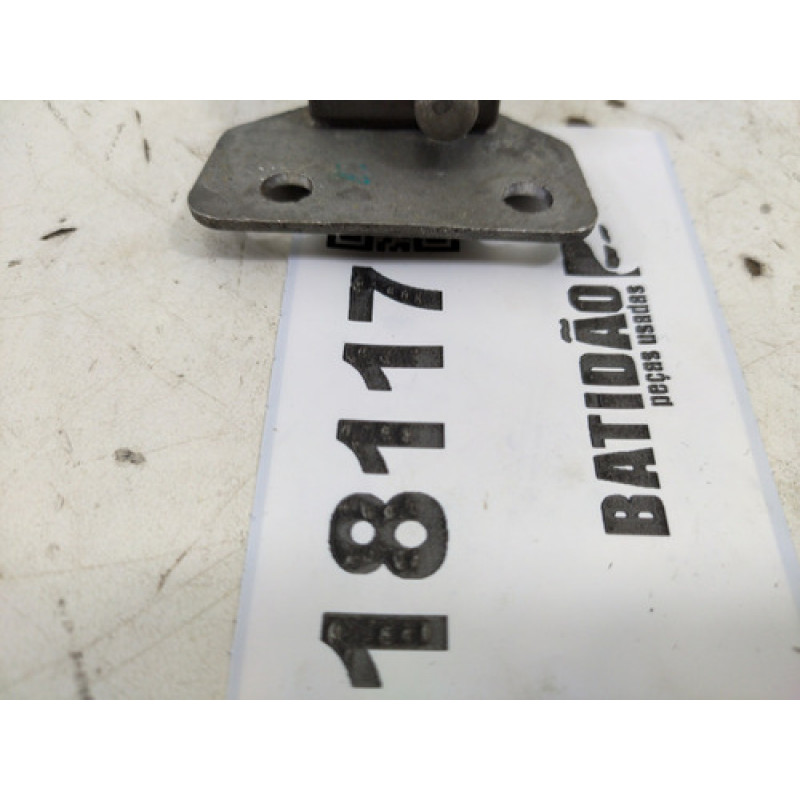 18117
BATIDÃO
peças usadas